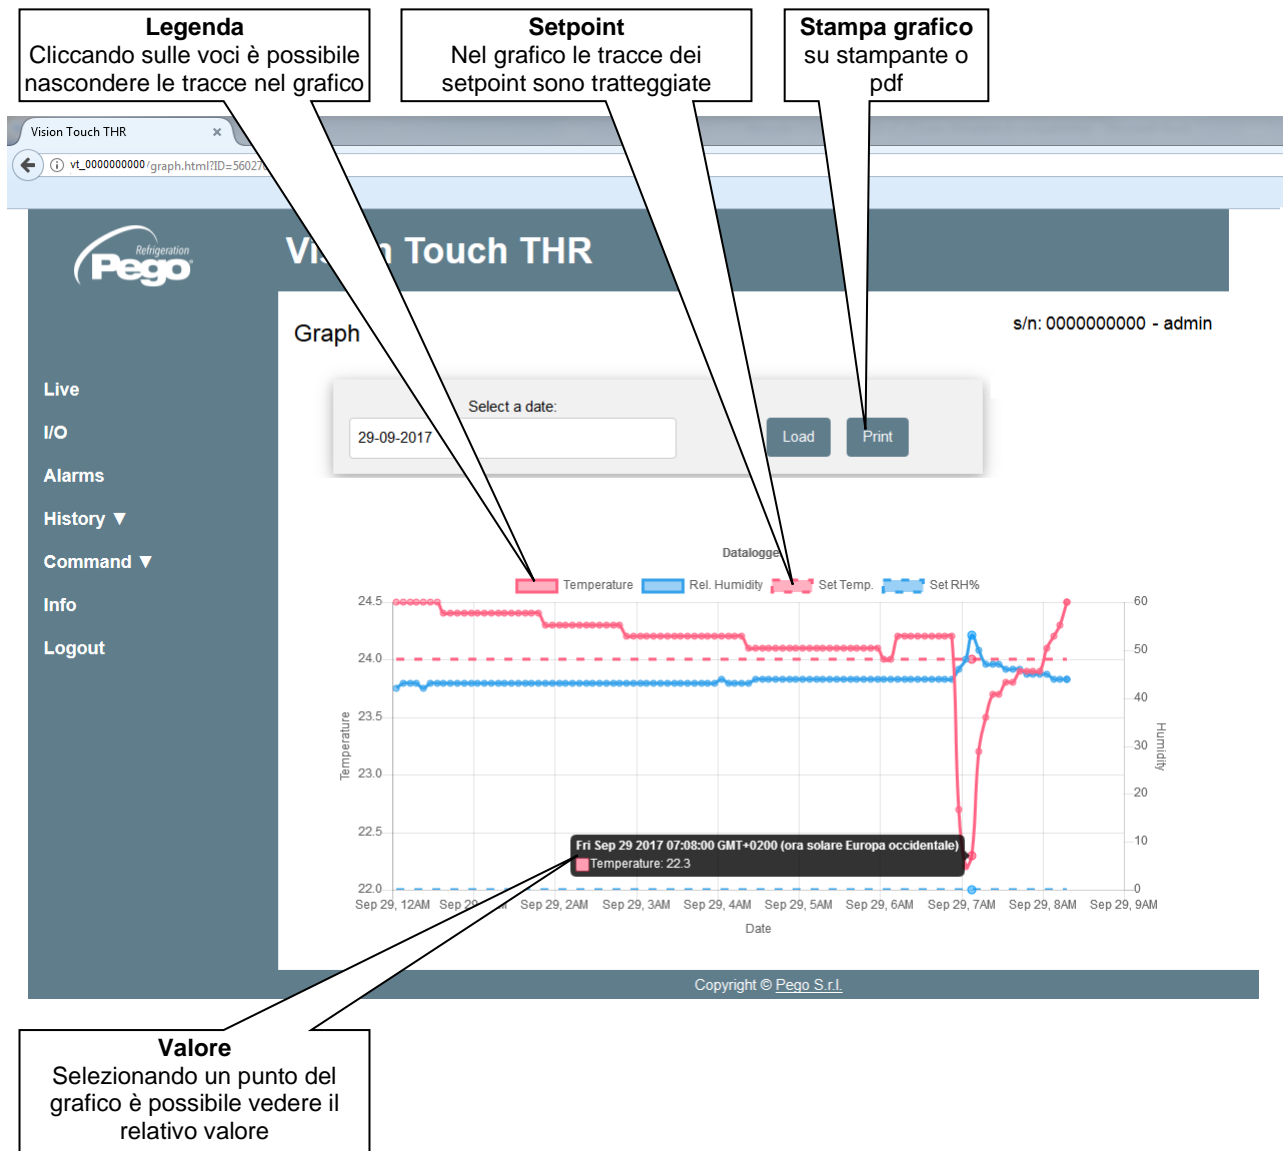 Legenda
Cliccando sulle voci è possibile
nascondere le tracce nel grafico
Setpoint
Nel grafico le tracce dei
setpoint sono tratteggiate
Stampa grafico
su stampante o
pdf
Vision Touch THR ×
vt_0000000000/graph.html?ID=56027
Refrigeration
Pego
Vision Touch THR
Graph
s/n: 0000000000 - admin
Live
I/O
Alarms
History ▼
Command ▼
Info
Logout
Select a date:
29-09-2017
Load
Print
Datalogge
Temperature Rel. Humidity Set Temp. Set RH%
24.5
24.0
23.5
23.0
22.5
22.0
Temperature
60
50
40
30
20
10
0
Humidity
Fri Sep 29 2017 07:08:00 GMT+0200 (ora solare Europa occidentale)
Temperature: 22.3
Sep 29, 12AM Sep 29, AM Sep 29, 2AM Sep 29, 3AM Sep 29, 4AM Sep 29, 5AM Sep 29, 6AM Sep 29, 7AM Sep 29, 8AM Sep 29, 9AM
Date
Copyright © Pego S.r.l.
Valore
Selezionando un punto del
grafico è possibile vedere il
relativo valore